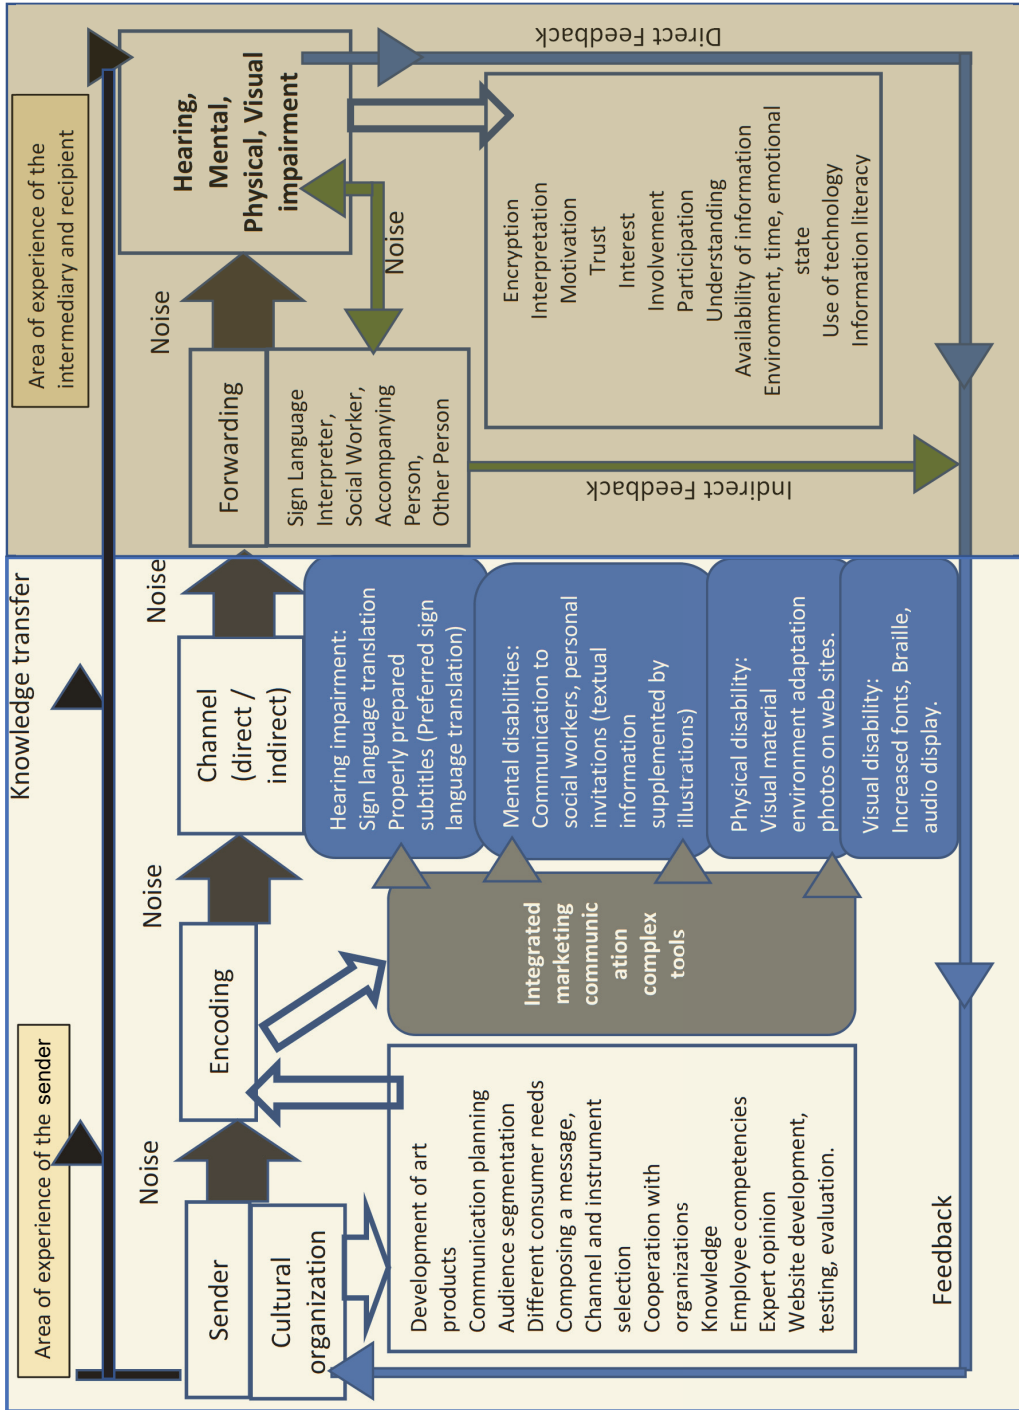 Knowledge transfer
Area of experience of the sender
Area of experience of the
intermediary and recipient
Sender
Cultural
organization
Noise
Encoding
Noise
Channel
(direct /
indirect)
Noise
Forwarding
Sign Language
Interpreter,
Social Worker,
Accompanying
Person,
Other Person
Noise
Hearing,
Mental,
Physical, Visual
impairment
Noise
Development of art
products
Communication planning
Audience segmentation
Different consumer needs
Composing a message,
Channel and instrument
selection
Cooperation with
organizations
Knowledge
Employee competencies
Expert opinion
Website development,
testing, evaluation.
Integrated
marketing
communic
ation
complex
tools
Hearing impairment:
Sign language translation
Properly prepared
subtitles (Preferred sign
language translation)
Mental disabilities:
Communication to
social workers, personal
invitations (textual
information
supplemented by
illustrations)
Physical disability:
Visual material
environment adaptation
photos on web sites.
Visual disability:
Increased fonts, Braille,
audio display.
Encryption
Interpretation
Motivation
Trust
Interest
Involvement
Participation
Understanding
Availability of information
Environment, time, emotional
state
Use of technology
Information literacy
Indirect Feedback
Direct Feedback
Feedback